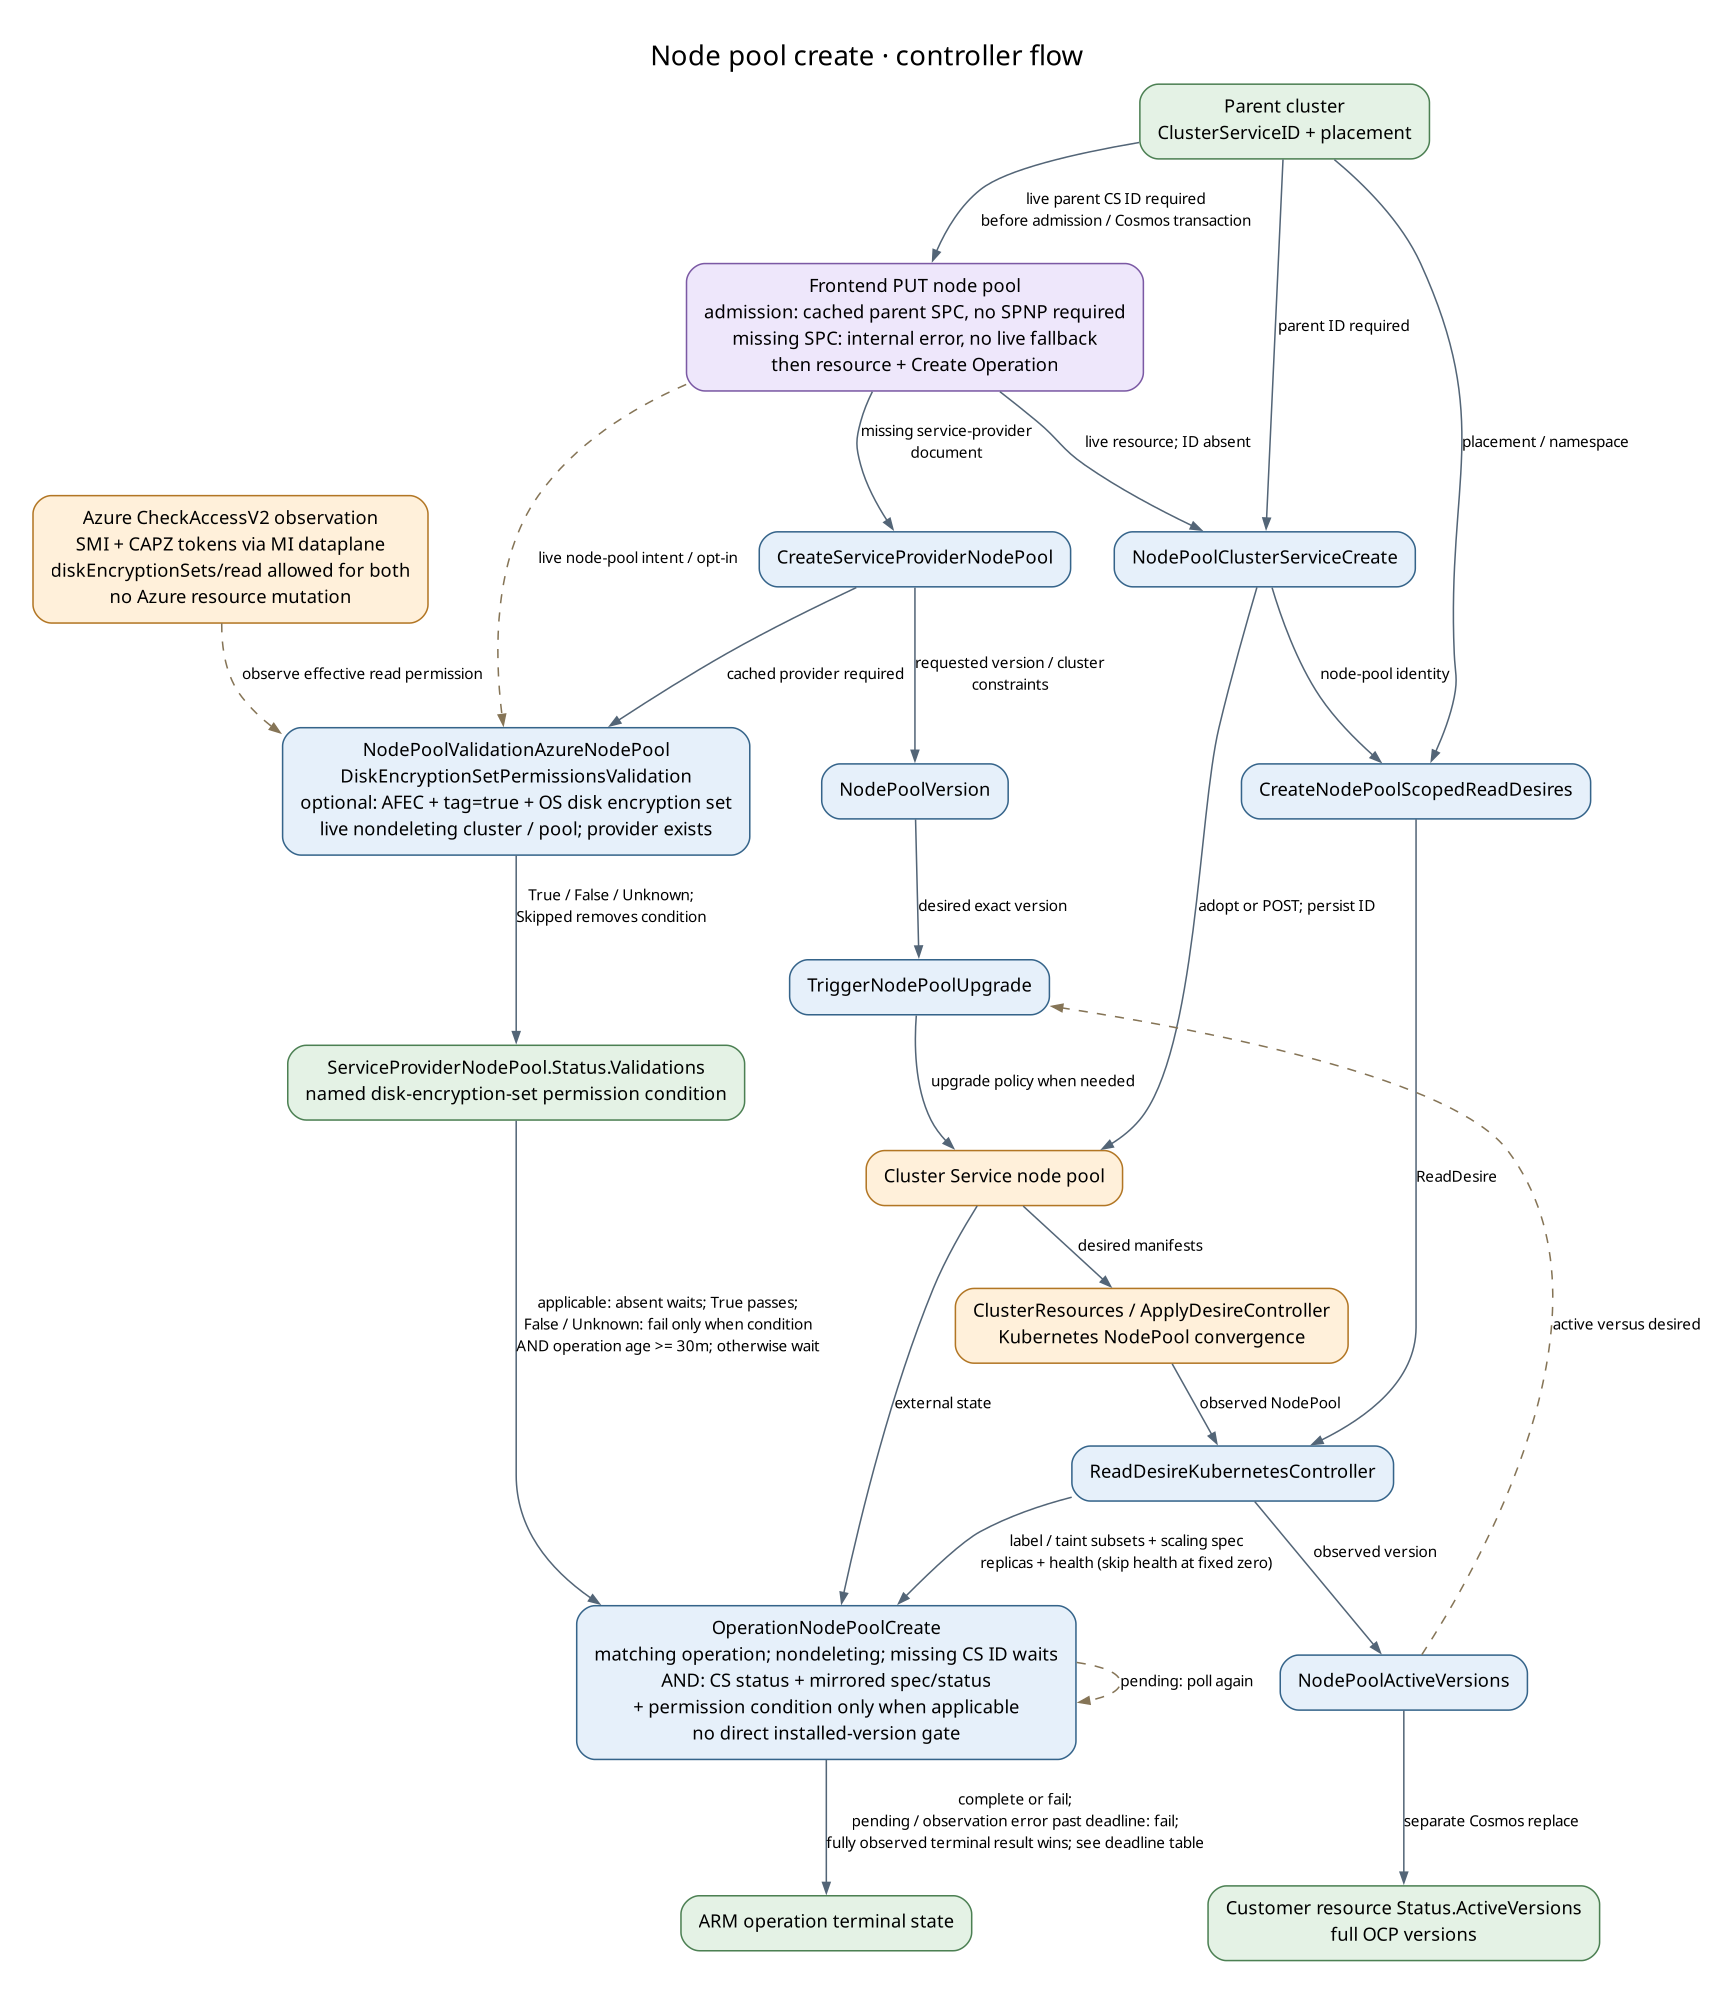 Node pool create · controller flow
Parent cluster
ClusterServiceID + placement
live parent CS ID required
before admission / Cosmos transaction
Frontend PUT node pool
admission: cached parent SPC, no SPNP required
missing SPC: internal error, no live fallback
then resource + Create Operation
parent ID required
missing service-provider
document
live resource; ID absent
placement / namespace
Azure CheckAccessV2 observation
SMI + CAPZ tokens via MI dataplane
diskEncryptionSets/read allowed for both
no Azure resource mutation
live node-pool intent / opt-in
CreateServiceProviderNodePool
NodePoolClusterServiceCreate
observe effective read permission
cached provider required
requested version / cluster
constraints
node-pool identity
NodePoolValidationAzureNodePool
DiskEncryptionSetPermissionsValidation
optional: AFEC + tag=true + OS disk encryption set
live nondeleting cluster / pool; provider exists
NodePoolVersion
CreateNodePoolScopedReadDesires
True / False / Unknown;
Skipped removes condition
desired exact version
adopt or POST; persist ID
TriggerNodePoolUpgrade
ServiceProviderNodePool.Status.Validations
named disk-encryption-set permission condition
upgrade policy when needed
Cluster Service node pool
ReadDesire
desired manifests
applicable: absent waits; True passes;
False / Unknown: fail only when condition
AND operation age >= 30m; otherwise wait
ClusterResources / ApplyDesireController
Kubernetes NodePool convergence
active versus desired
external state
observed NodePool
ReadDesireKubernetesController
label / taint subsets + scaling spec
replicas + health (skip health at fixed zero)
observed version
OperationNodePoolCreate
matching operation; nondeleting; missing CS ID waits
AND: CS status + mirrored spec/status
+ permission condition only when applicable
no direct installed-version gate
pending: poll again
NodePoolActiveVersions
complete or fail;
pending / observation error past deadline: fail;
fully observed terminal result wins; see deadline table
separate Cosmos replace
ARM operation terminal state
Customer resource Status.ActiveVersions
full OCP versions